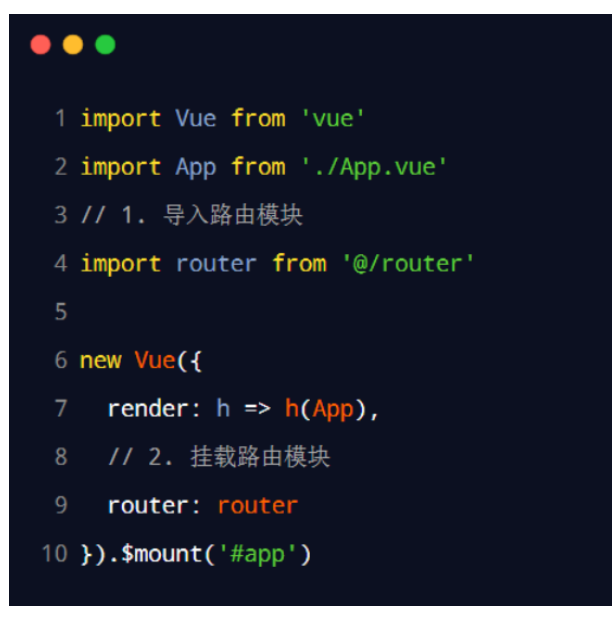 1 import Vue from 'vue'
2 import App from './App.vue'
3 // 1. 导入路由模块
4 import router from '@/router'
5
6 new Vue({
7   render: h => h(App),
8   // 2. 挂载路由模块
9   router: router
10 }).$mount('#app')